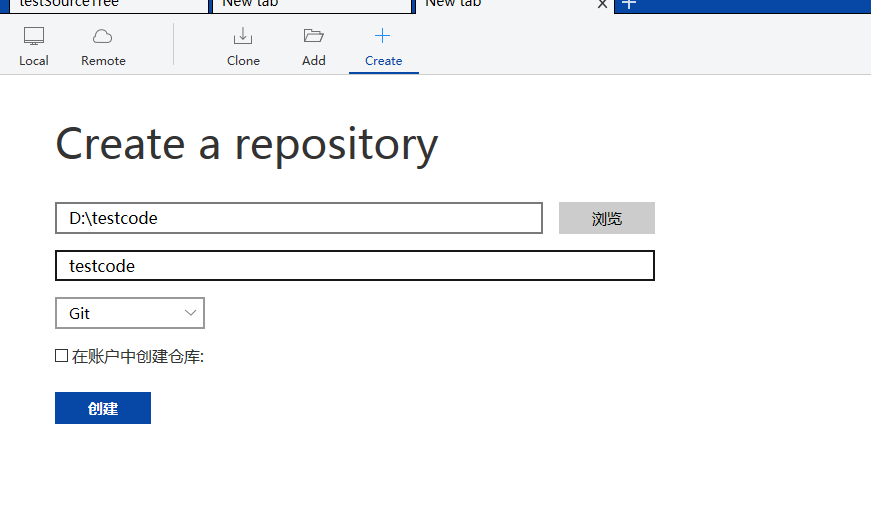 testSourceTree New tab New tab
Local Remote Clone Add Create
Create a repository
D:\testcode 浏览
testcode
Git
在账户中创建仓库:
创建